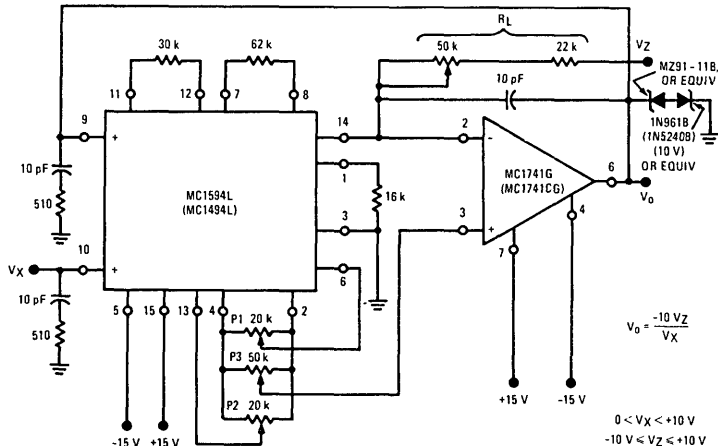 R_L
30 k
62 k
50 k
22 k
V_Z
MZ91-11B,
OR EQUIV
10 pF
11
12
7
8
9
14
2
1N961B
(1N5240B)
(10 V)
OR EQUIV
+
−
10 pF
1
MC1741G
(MC1741CG)
6
V_o
MC1594L
(MC1494L)
510
16 k
4
10
3
3
V_X
+
+
6
7
10 pF
5
15
13
4
2
P1
20 k
510
P3
50 k
P2
20 k
V_o = -10 V_Z / V_X
-15 V
+15 V
+15 V
-15 V
0 < V_X < +10 V
-10 V ≤ V_Z ≤ +10 V